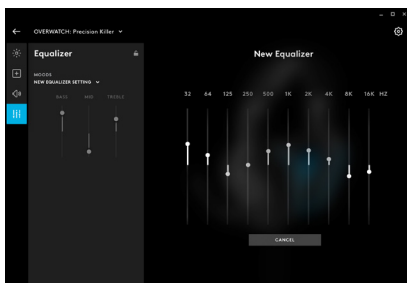 OVERWATCH: Precision Killer
Equalizer
New Equalizer
MOODS
NEW EQUALIZER SETTING
BASS MID TREBLE
32 64 125 250 500 1K 2K 4K 8K 16K HZ
CANCEL